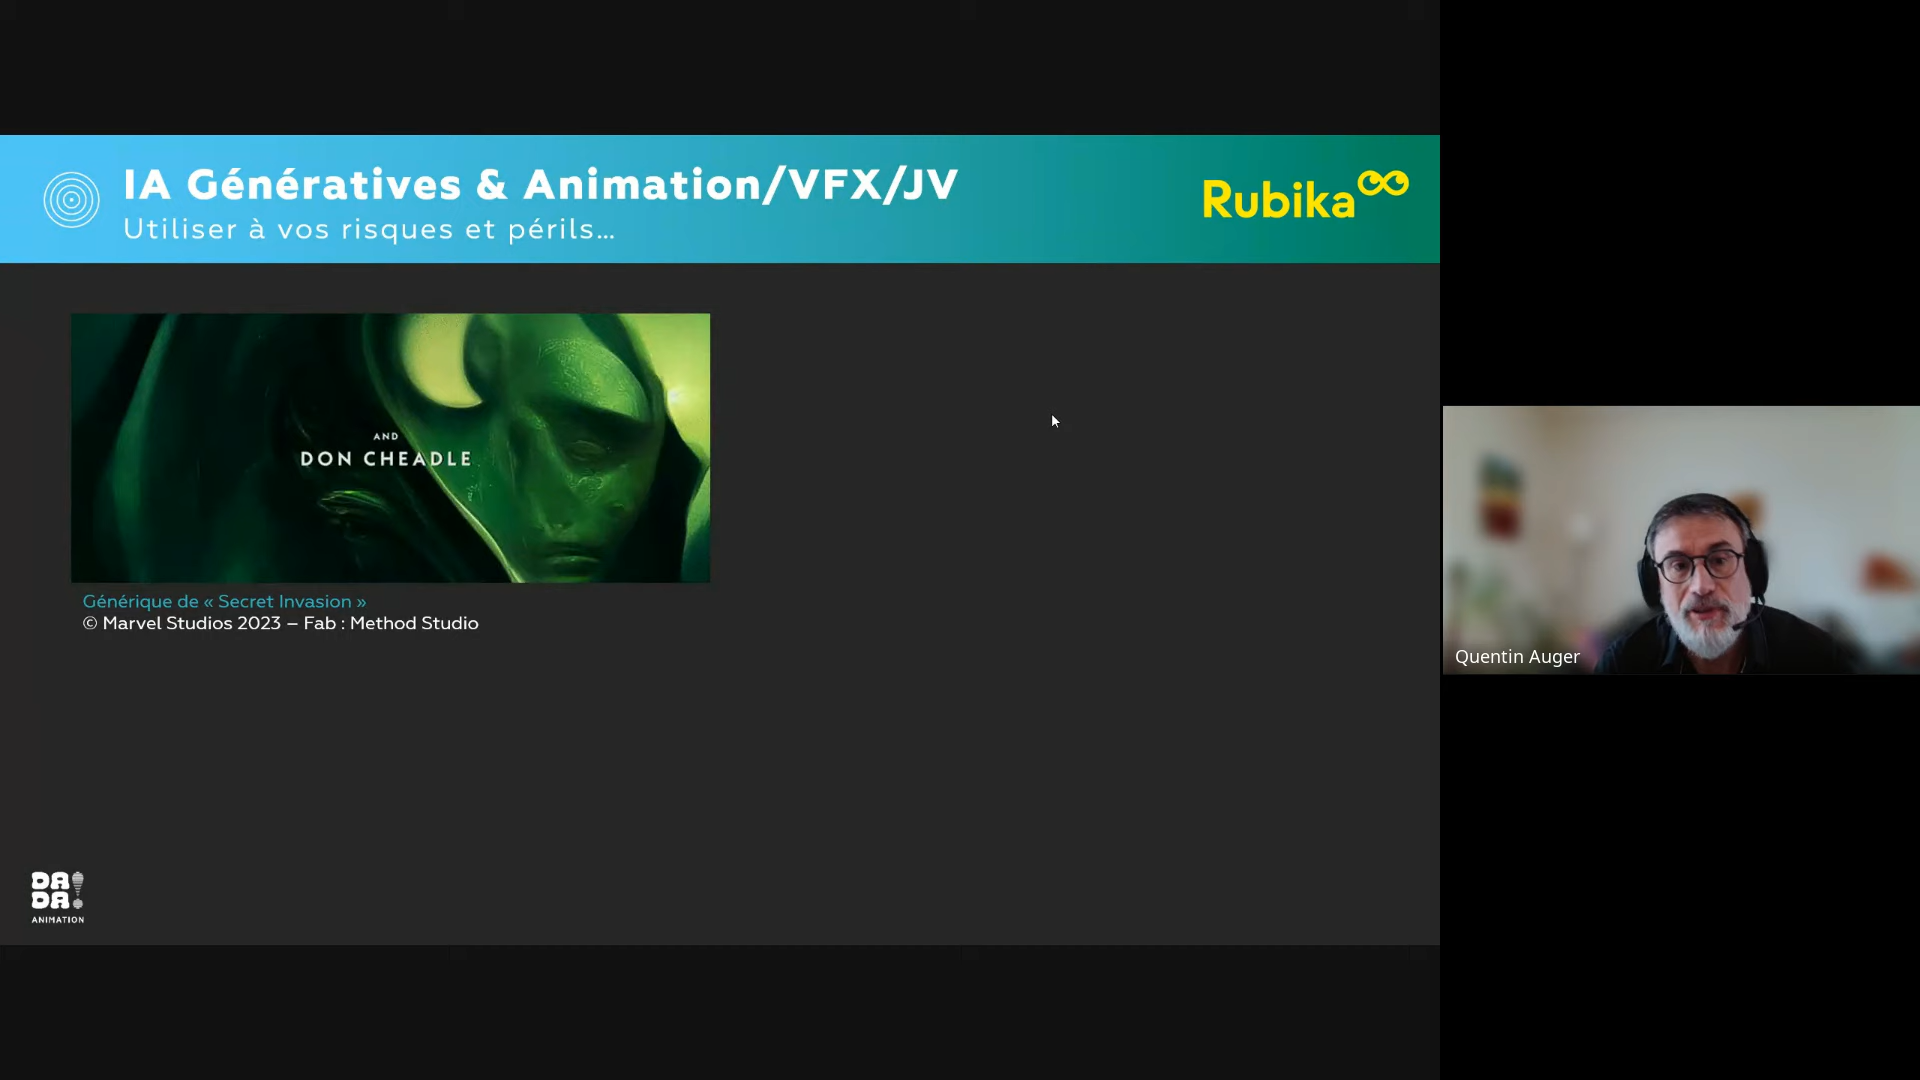 IA Génératives & Animation/VFX/JV
Utiliser à vos risques et périls...
Rubika
AND
DON CHEADLE
Générique de « Secret Invasion »
© Marvel Studios 2023 – Fab : Method Studio
Quentin Auger
DA
DA!
ANIMATION